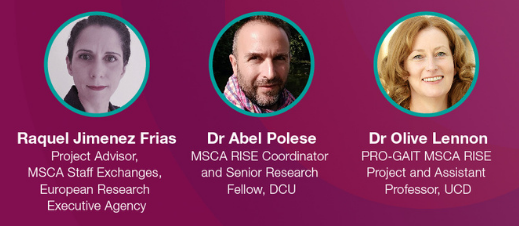 Raquel Jimenez Frias
Project Advisor,
MSCA Staff Exchanges,
European Research
Executive Agency
Dr Abel Polese
MSCA RISE Coordinator
and Senior Research
Fellow, DCU
Dr Olive Lennon
PRO-GAIT MSCA RISE
Project and Assistant
Professor, UCD